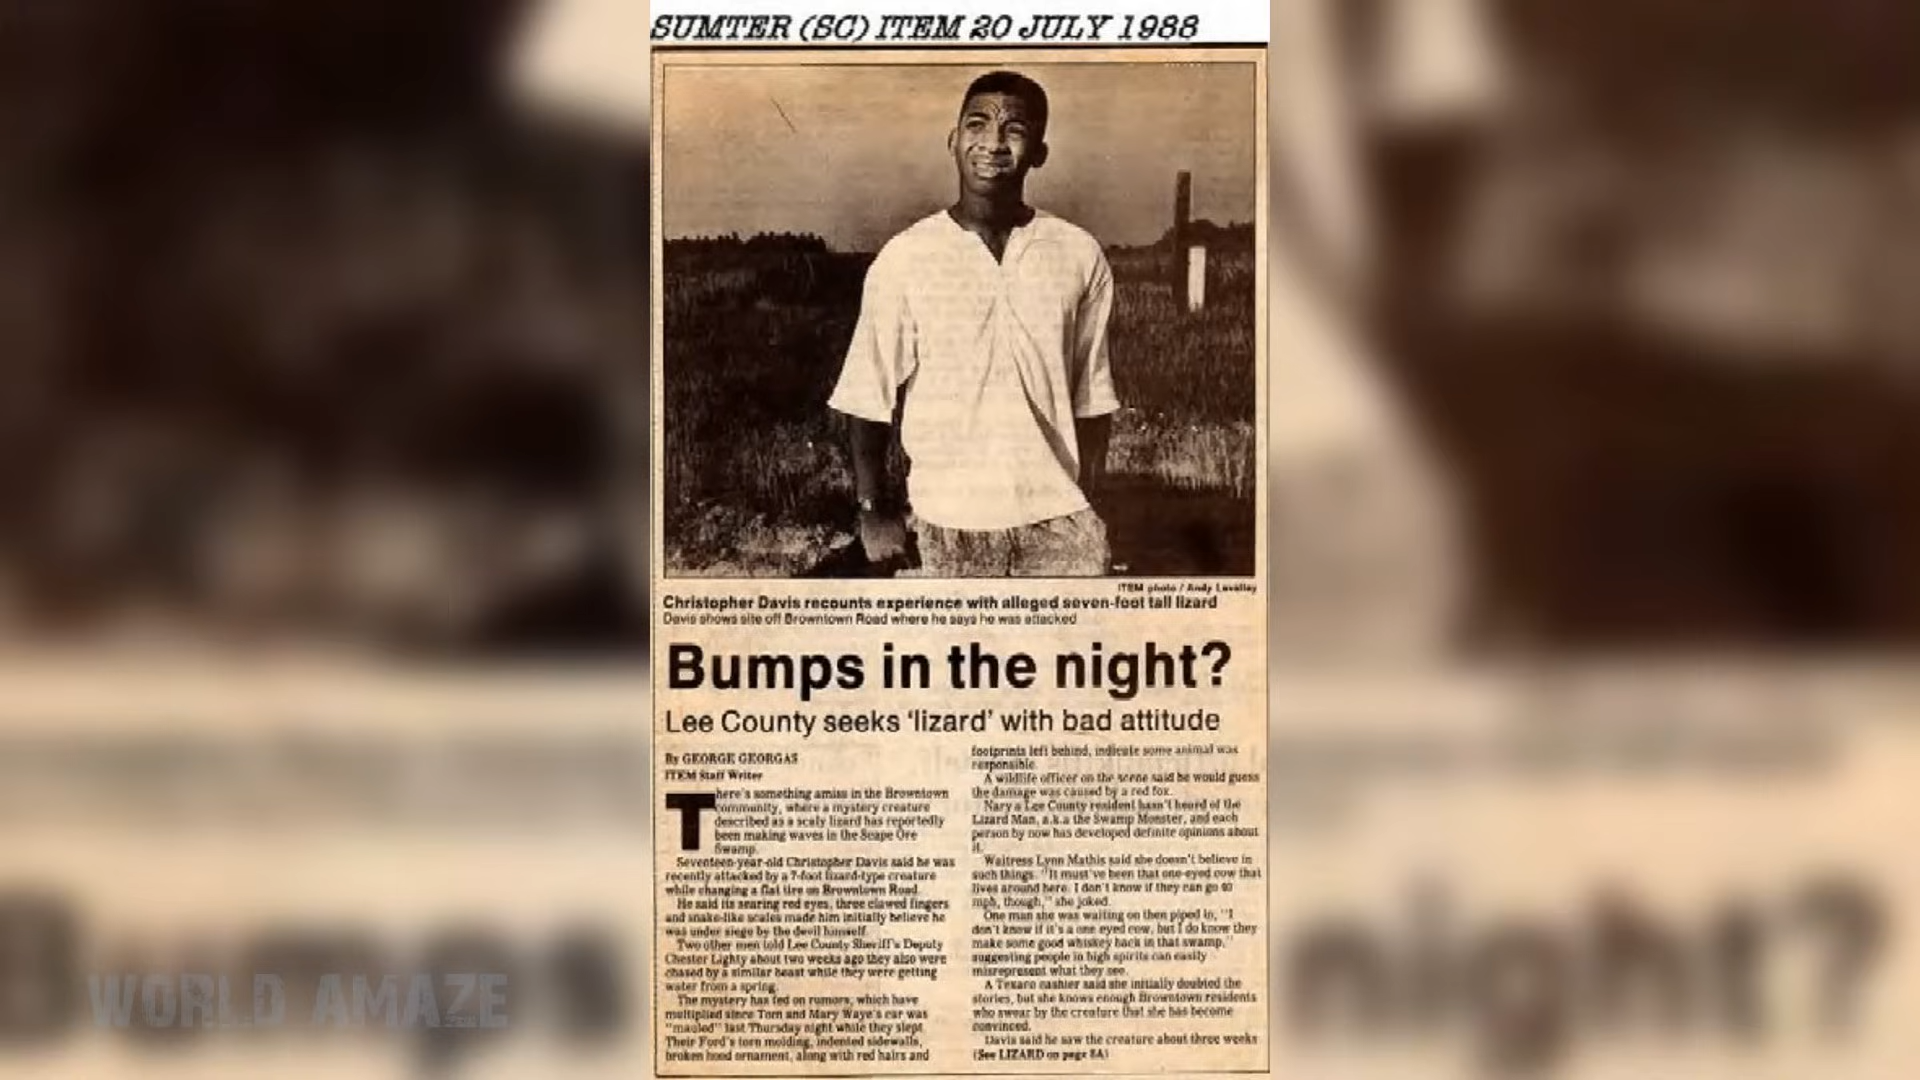 SUMTER (SC) ITEM 20 JULY 1988
ITEM photo / Andy Lavalley
Christopher Davis recounts experience with alleged seven-foot tall lizard
Davis shows site off Browntown Road where he says he was attacked
Bumps in the night?
Lee County seeks 'lizard' with bad attitude
By GEORGE GEORGAS
ITEM Staff Writer
There's something amiss in the Browntown
community, where a mystery creature
described as a scaly lizard has reportedly
been making waves in the Scape Ore
Swamp.
Seventeen-year-old Christopher Davis said he was
recently attacked by a 7-foot lizard-type creature
while changing a flat tire on Browntown Road.
He said its searing red eyes, three clawed fingers
and snake-like scales made him initially believe he
was under siege by the devil himself.
Two other men told Lee County Sheriff's Deputy
Chester Lighty about two weeks ago they also were
chased by a similar beast while they were getting
water from a spring.
The mystery has fed on rumors, which have
multiplied since Tom and Mary Waye's car was
"mauled" last Thursday night while they slept.
Their Ford's torn molding, indented sidewalls,
broken hood ornament, along with red hairs and
footprints left behind, indicate some animal was
responsible.
A wildlife officer on the scene said he would guess
the damage was caused by a red fox.
Nary a Lee County resident hasn't heard of the
Lizard Man, a.k.a the Swamp Monster, and each
person by now has developed definite opinions about
it.
Waitress Lynn Mathis said she doesn't believe in
such things. "It must've been that one-eyed cow that
lives around here. I don't know if they can go 40
mph, though," she joked.
One man she was waiting on then piped in, "I
don't know if it's a one eyed cow, but I do know they
make some good whiskey back in that swamp,"
suggesting people in high spirits can easily
misrepresent what they see.
A Texaco cashier said she initially doubted the
stories, but she knows enough Browntown residents
who swear by the creature that she has become
convinced.
Davis said he saw the creature about three weeks
(See LIZARD on page 8A)
WORLD AMAZE